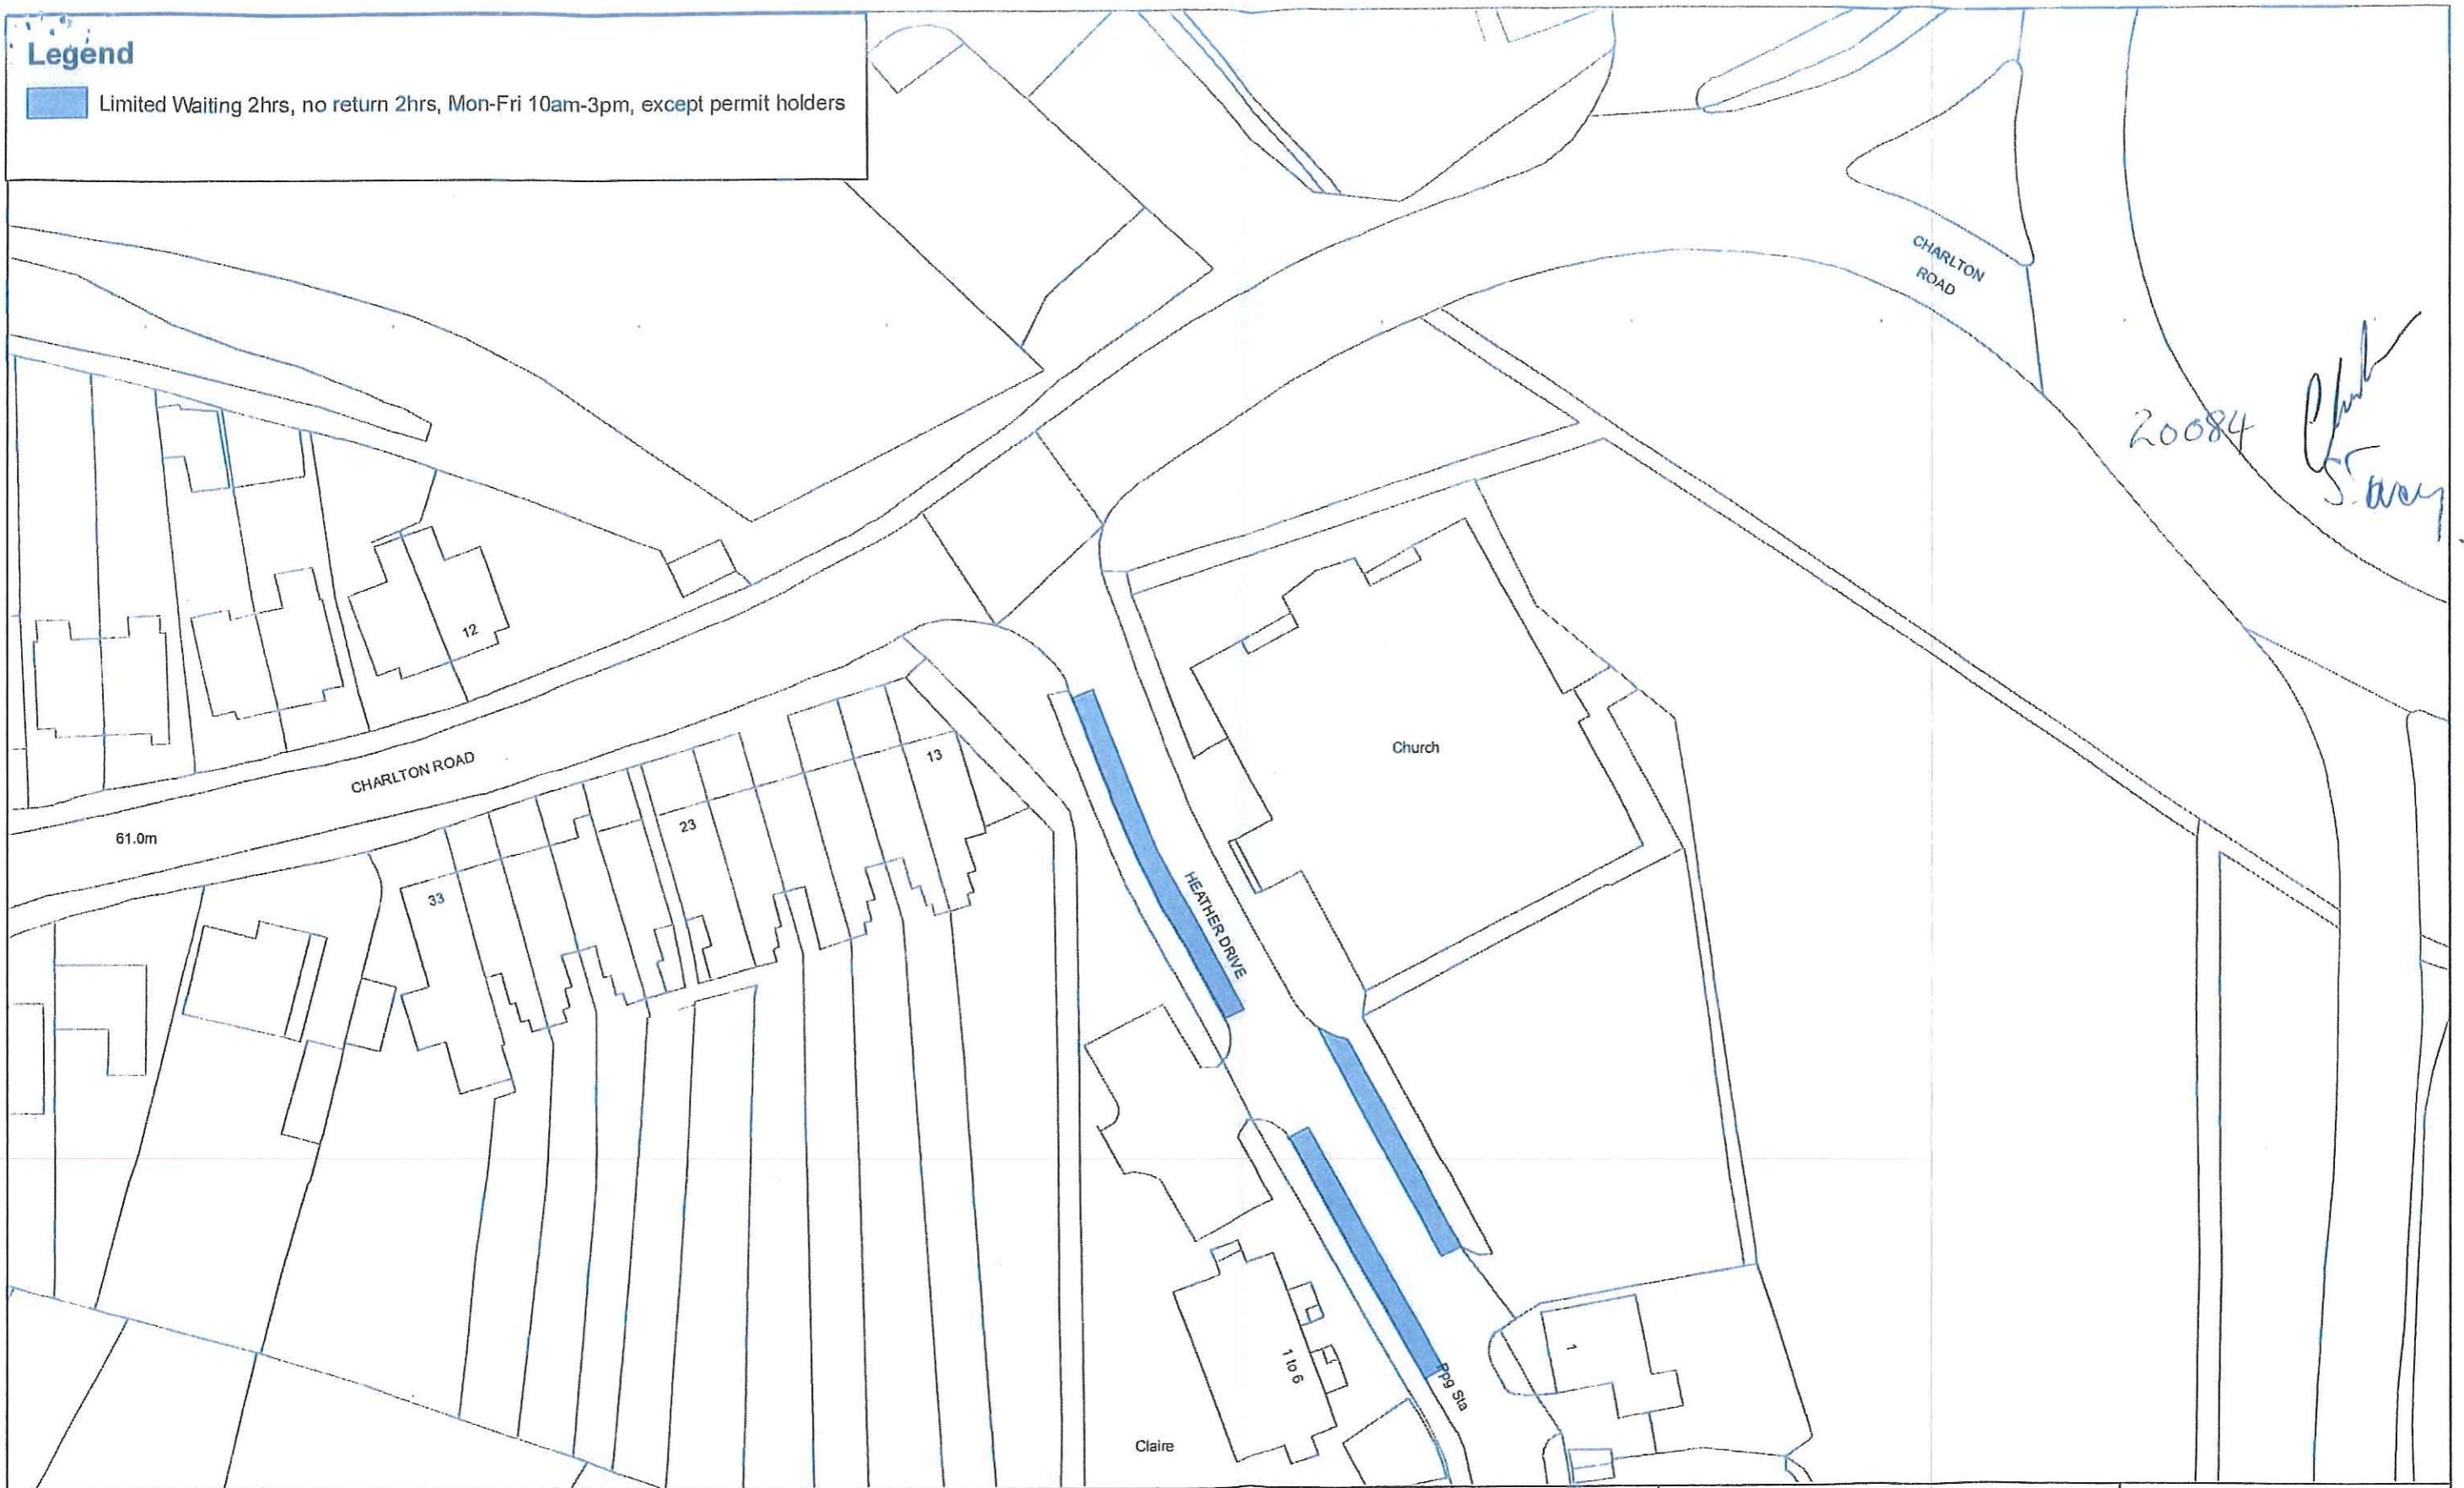 Legend
Limited Waiting 2hrs, no return 2hrs, Mon-Fri 10am-3pm, except permit holders
CHARLTON
ROAD
20084
12
CHARLTON ROAD
61.0m
13
23
33
Church
HEATHER DRIVE
1 to 6
1
Ppg Sta
Claire